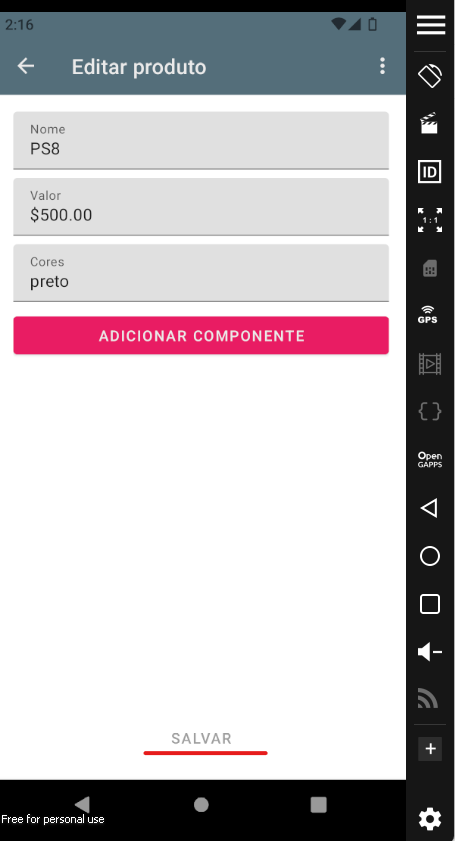 2:16
Editar produto
Nome
PS8
Valor
$500.00
Cores
preto
ADICIONAR COMPONENTE
SALVAR
Free for personal use
ID
1:1
GPS
Open
GAPPS